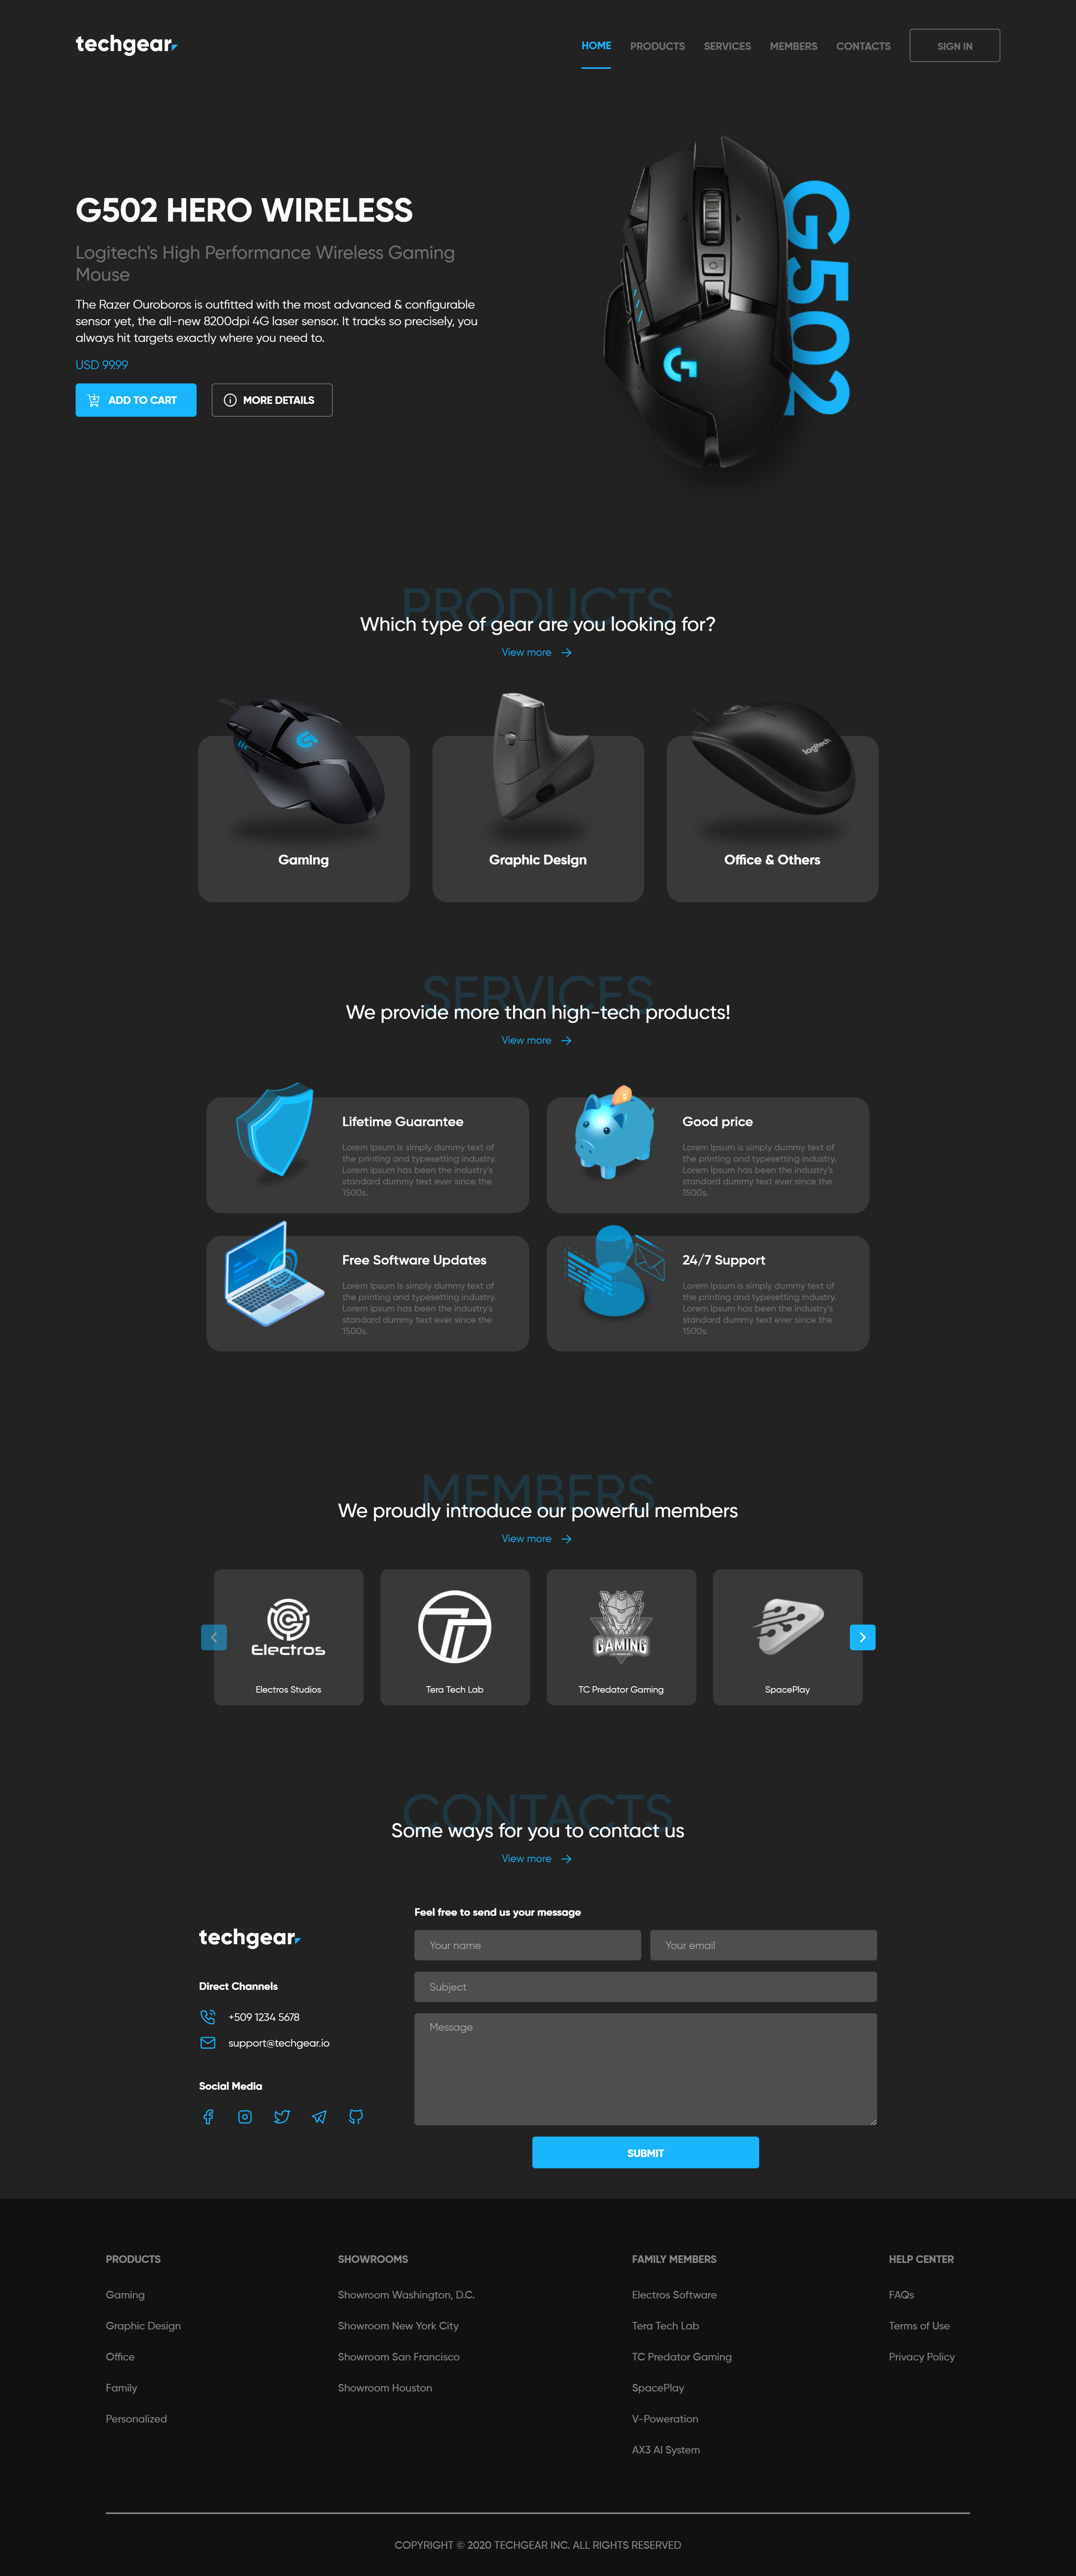 techgear
HOME
PRODUCTS
SERVICES
MEMBERS
CONTACTS
SIGN IN
G502 HERO WIRELESS
Logitech's High Performance Wireless Gaming
Mouse
The Razer Ouroboros is outfitted with the most advanced & configurable
sensor yet, the all-new 8200dpi 4G laser sensor. It tracks so precisely, you
always hit targets exactly where you need to.
USD 99.99
ADD TO CART
MORE DETAILS
G502
PRODUCTS
Which type of gear are you looking for?
View more
Logitech
Gaming
Graphic Design
Office & Others
SERVICES
We provide more than high-tech products!
View more
Lifetime Guarantee
Lorem Ipsum is simply dummy text of
the printing and typesetting industry.
Lorem Ipsum has been the industry's
standard dummy text ever since the
1500s.
Good price
Lorem Ipsum is simply dummy text of
the printing and typesetting industry.
Lorem Ipsum has been the industry's
standard dummy text ever since the
1500s.
Free Software Updates
Lorem Ipsum is simply dummy text of
the printing and typesetting industry.
Lorem Ipsum has been the industry's
standard dummy text ever since the
1500s.
24/7 Support
Lorem Ipsum is simply dummy text of
the printing and typesetting industry.
Lorem Ipsum has been the industry's
standard dummy text ever since the
1500s.
MEMBERS
We proudly introduce our powerful members
View more
Electros
GAMING
Electros Studios
Tera Tech Lab
TC Predator Gaming
SpacePlay
CONTACTS
Some ways for you to contact us
View more
techgear
Direct Channels
+509 1234 5678
support@techgear.io
Social Media
Feel free to send us your message
Your name
Your email
Subject
Message
SUBMIT
PRODUCTS
Gaming
Graphic Design
Office
Family
Personalized
SHOWROOMS
Showroom Washington, D.C.
Showroom New York City
Showroom San Francisco
Showroom Houston
FAMILY MEMBERS
Electros Software
Tera Tech Lab
TC Predator Gaming
SpacePlay
V-Poweration
AX3 AI System
HELP CENTER
FAQs
Terms of Use
Privacy Policy
COPYRIGHT © 2020 TECHGEAR INC. ALL RIGHTS RESERVED